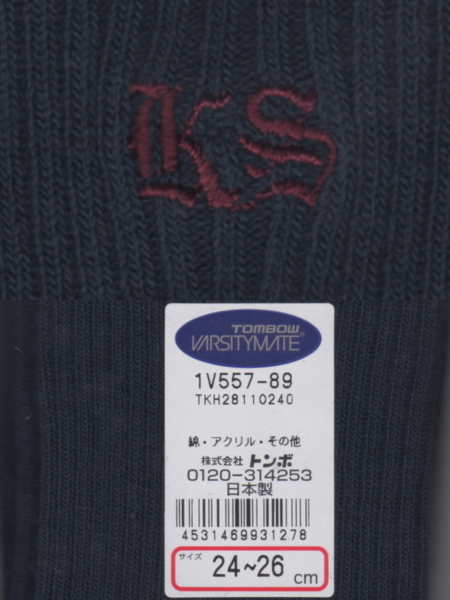 KS
TOMBOW
VARSITYMATE®
1V557-89
TKH28110240
綿・アクリル・その他
株式会社 トンボ
0120-314253
日本製
4531469931278
サイズ 24~26 cm